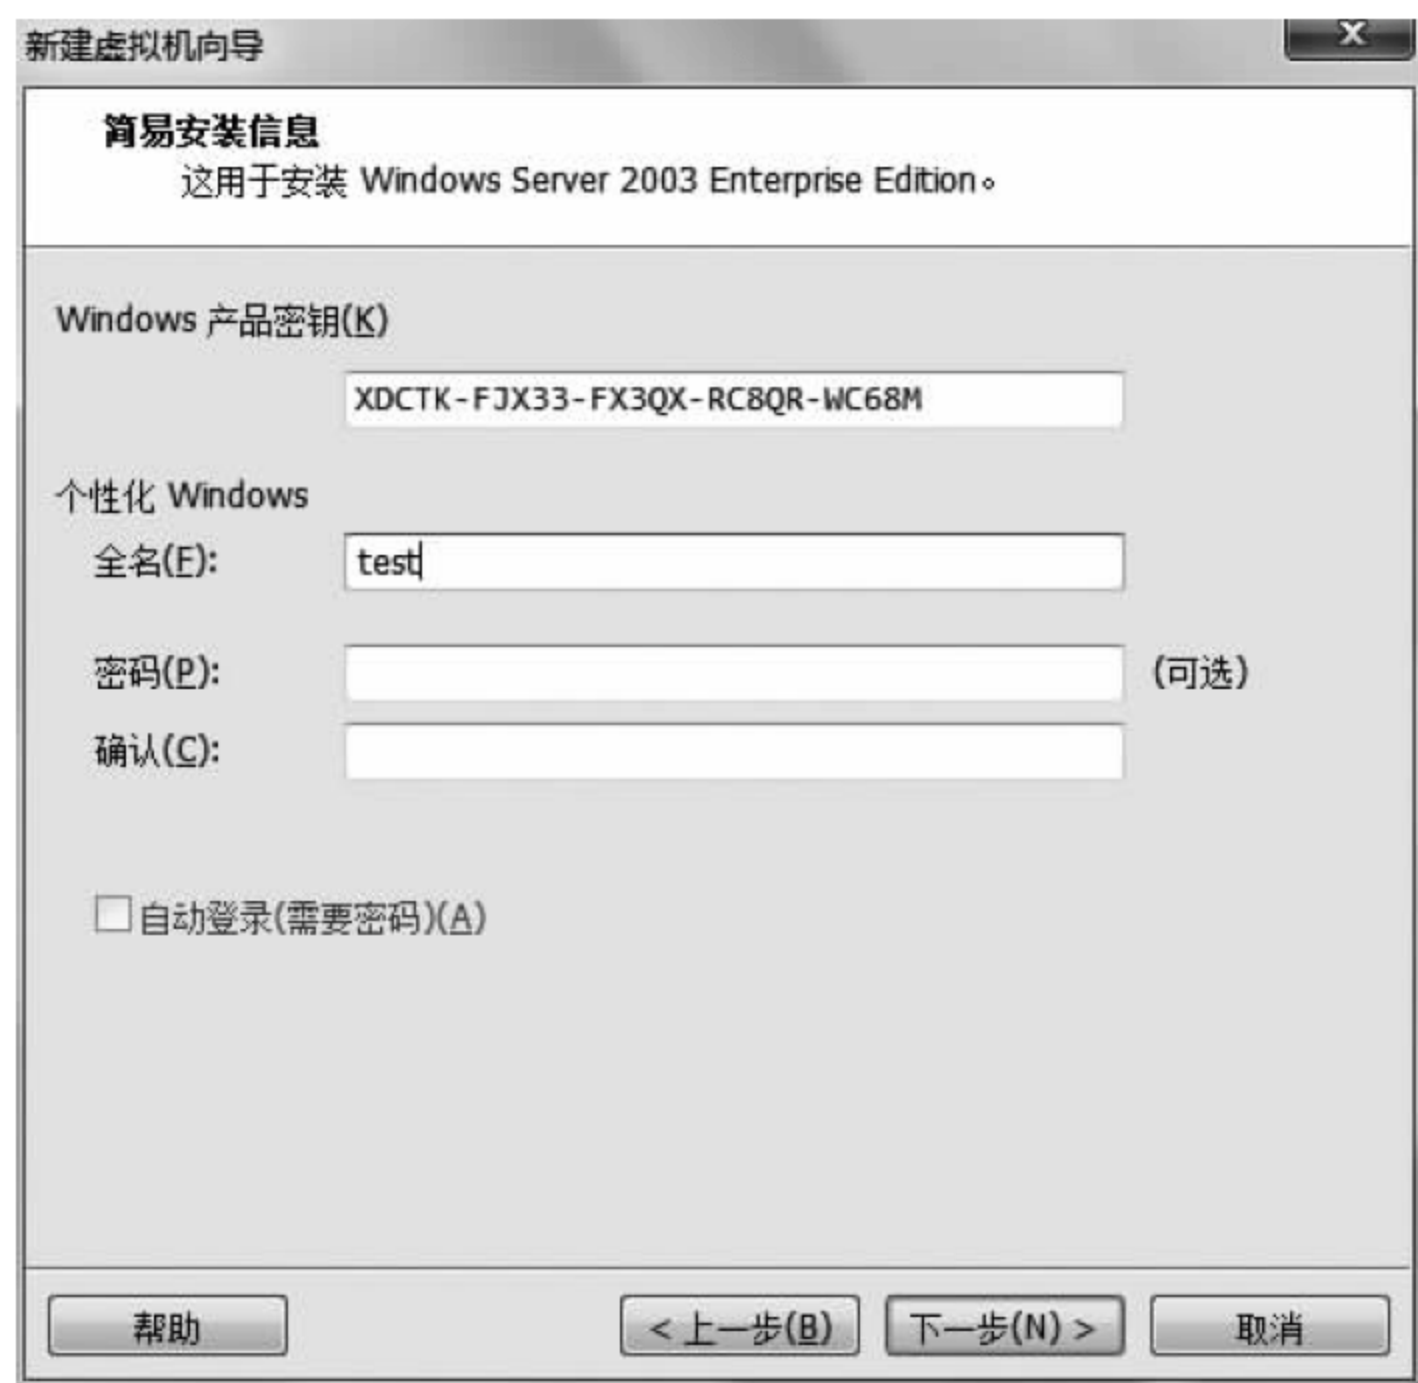 新建虚拟机向导
简易安装信息
这用于安装 Windows Server 2003 Enterprise Edition。
Windows 产品密钥(K)
XDCTK-FJX33-FX3QX-RC8QR-WC68M
个性化 Windows
全名(F): test
密码(P): (可选)
确认(C):
自动登录(需要密码)(A)
帮助 < 上一步(B) 下一步(N) > 取消